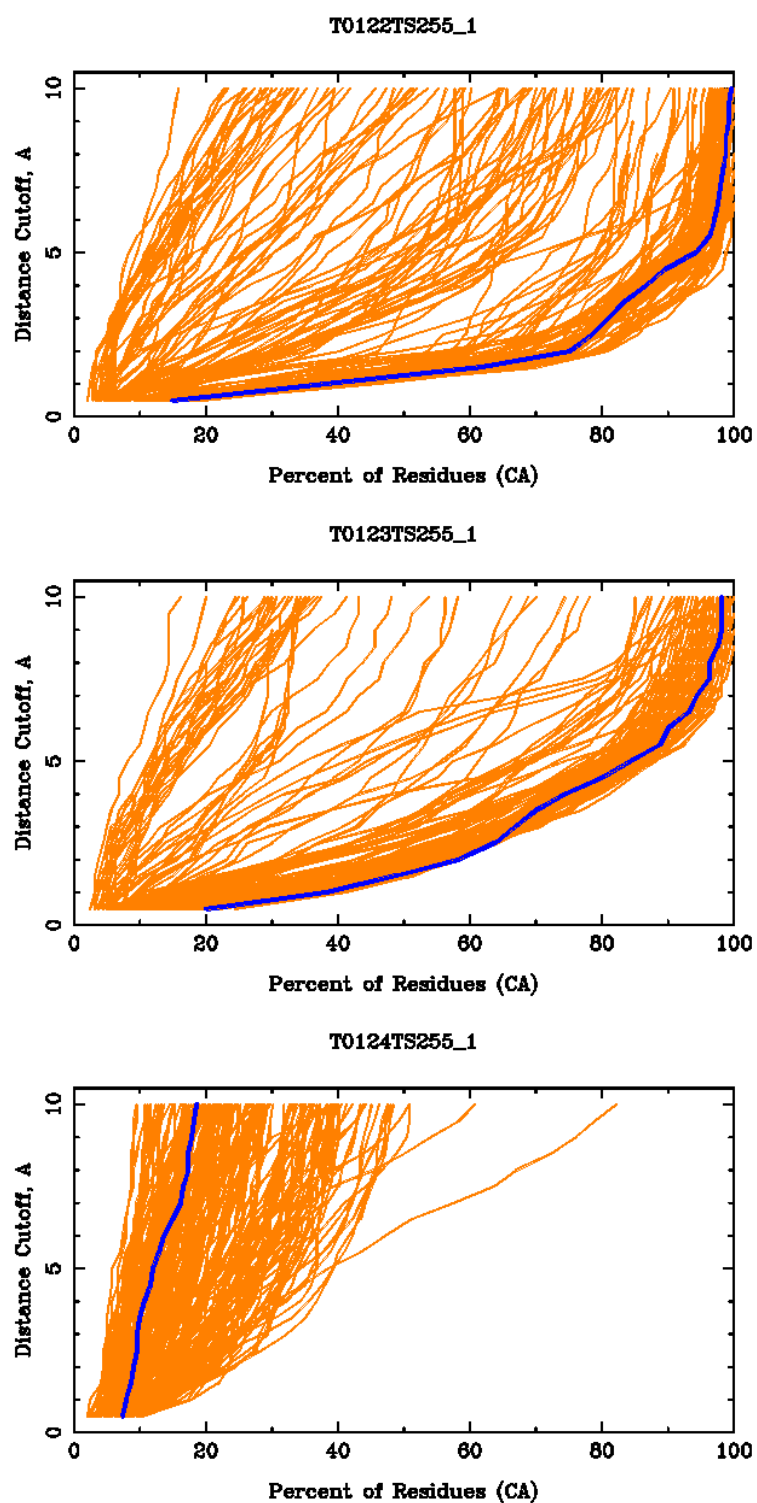 T0122TS255_1
10
5
0
Distance Cutoff, A
0 20 40 60 80 100
Percent of Residues (CA)
T0123TS255_1
10
5
0
Distance Cutoff, A
0 20 40 60 80 100
Percent of Residues (CA)
T0124TS255_1
10
5
0
Distance Cutoff, A
0 20 40 60 80 100
Percent of Residues (CA)